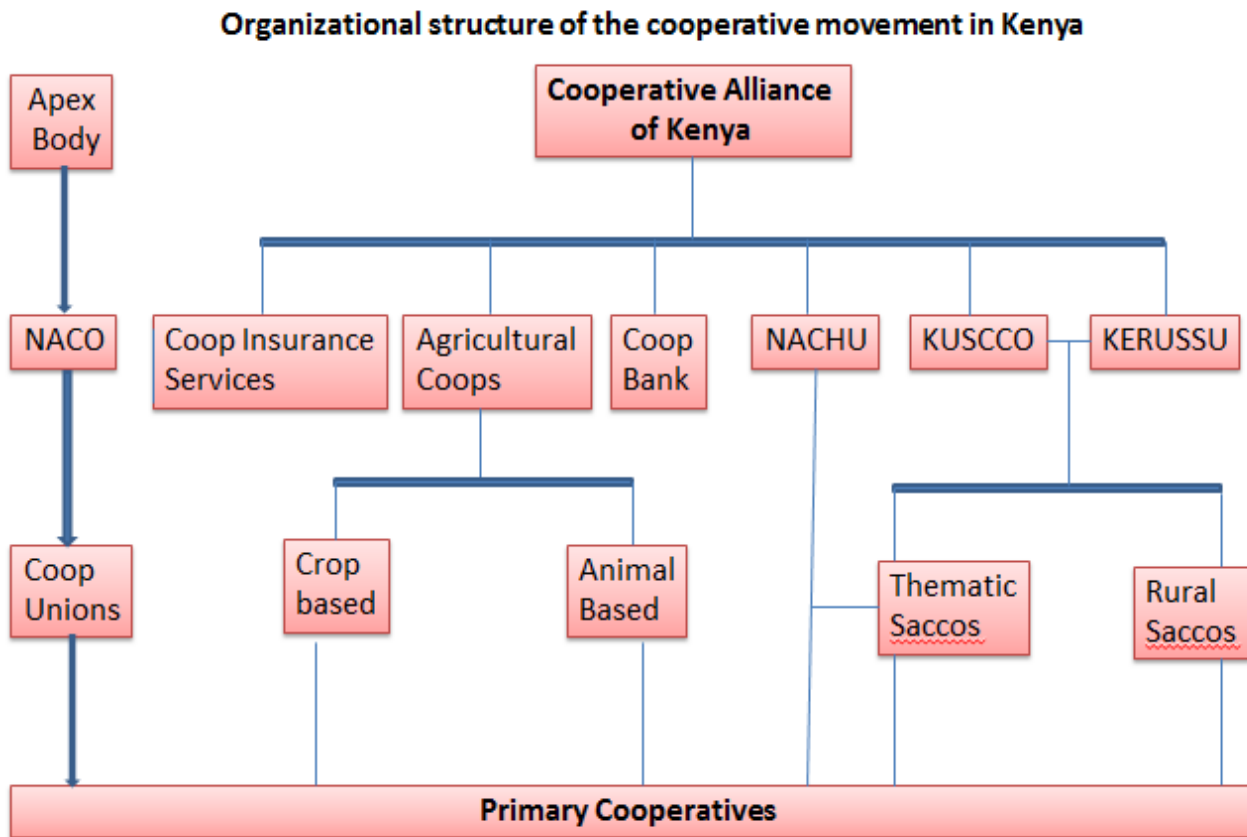 Organizational structure of the cooperative movement in Kenya
Apex
Body
Cooperative Alliance
of Kenya
NACO
Coop Insurance
Services
Agricultural
Coops
Coop
Bank
NACHU
KUSCCO
KERUSSU
Coop
Unions
Crop
based
Animal
Based
Thematic
Saccos
Rural
Saccos
Primary Cooperatives